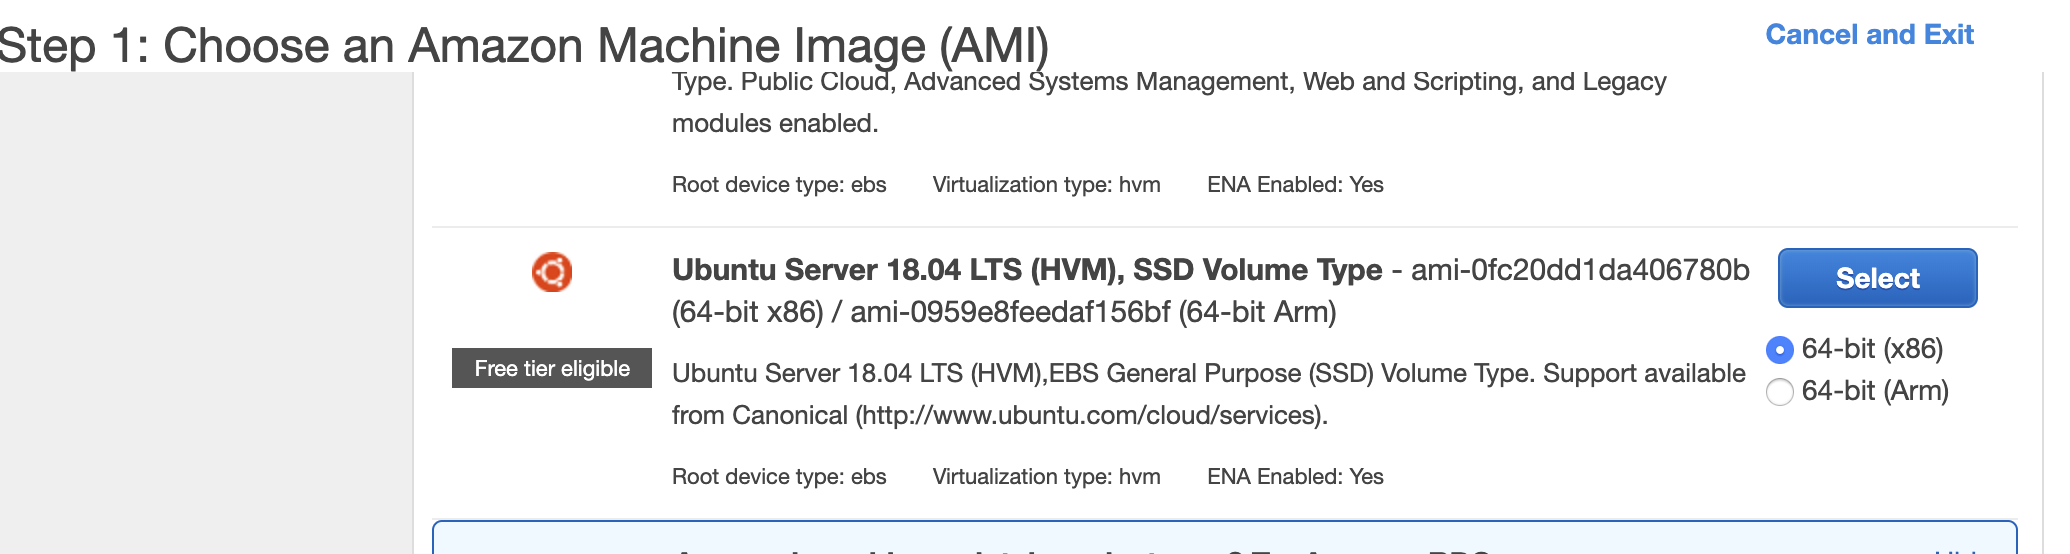 Step 1: Choose an Amazon Machine Image (AMI)
Cancel and Exit
Type. Public Cloud, Advanced Systems Management, Web and Scripting, and Legacy
modules enabled.
Root device type: ebs Virtualization type: hvm ENA Enabled: Yes
Ubuntu Server 18.04 LTS (HVM), SSD Volume Type - ami-0fc20dd1da406780b
(64-bit x86) / ami-0959e8feedaf156bf (64-bit Arm)
Select
64-bit (x86)
64-bit (Arm)
Free tier eligible
Ubuntu Server 18.04 LTS (HVM),EBS General Purpose (SSD) Volume Type. Support available
from Canonical (http://www.ubuntu.com/cloud/services).
Root device type: ebs Virtualization type: hvm ENA Enabled: Yes